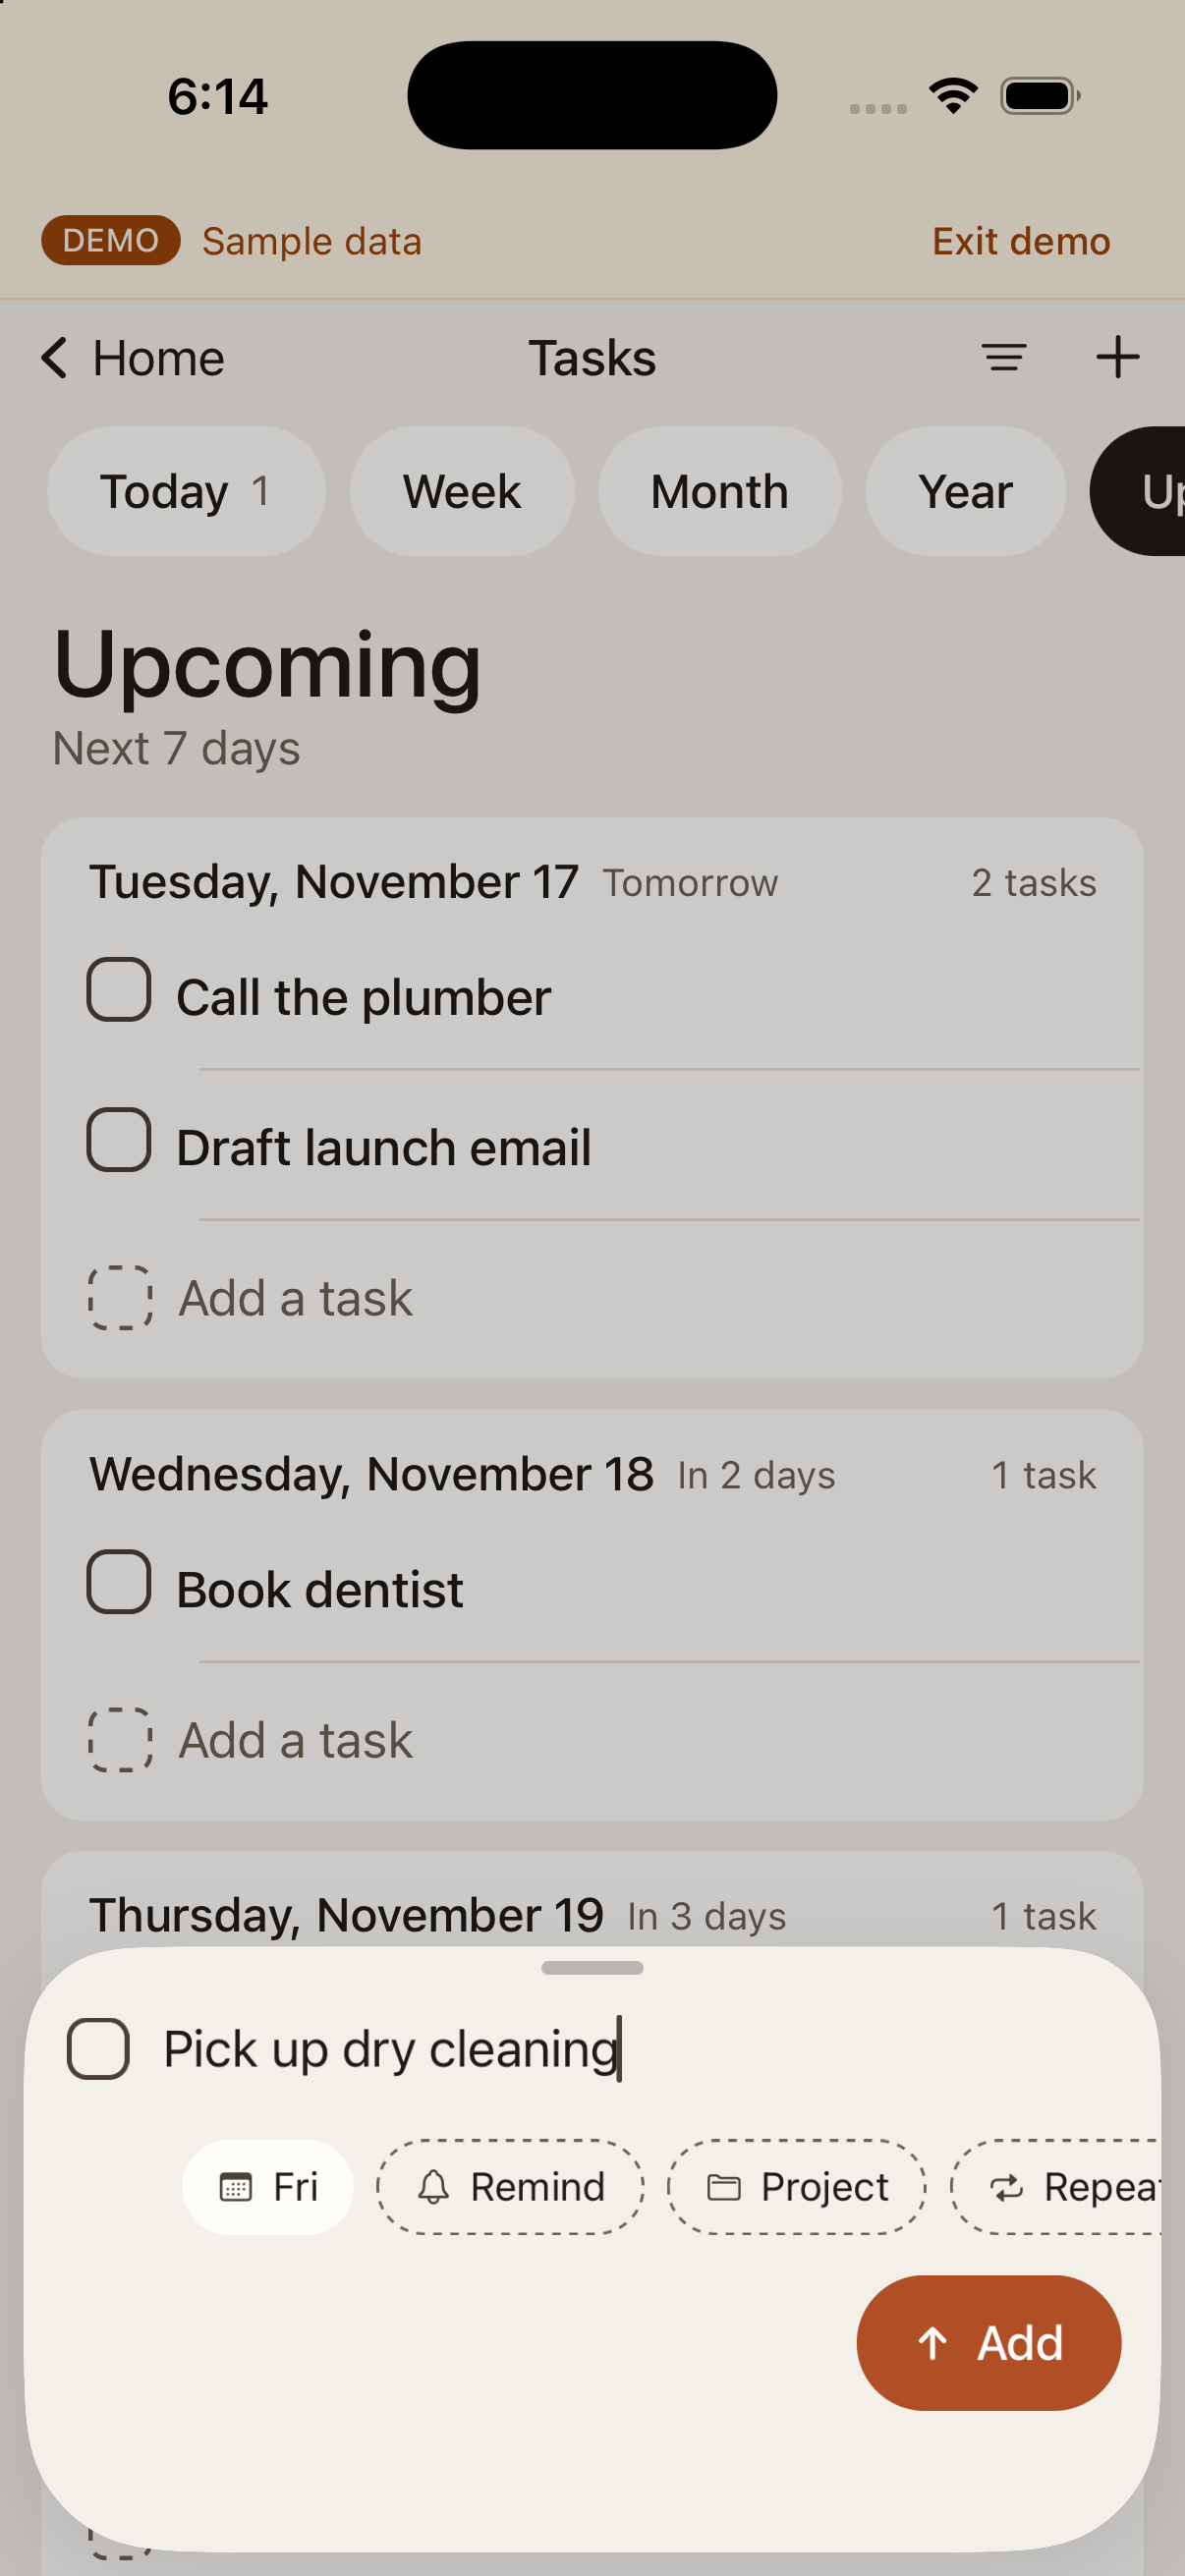 6:14
DEMO Sample data Exit demo
Home Tasks
Today 1 Week Month Year Up
Upcoming
Next 7 days
Tuesday, November 17 Tomorrow 2 tasks
Call the plumber
Draft launch email
Add a task
Wednesday, November 18 In 2 days 1 task
Book dentist
Add a task
Thursday, November 19 In 3 days 1 task
Pick up dry cleaning
Fri Remind Project Repeat
Add